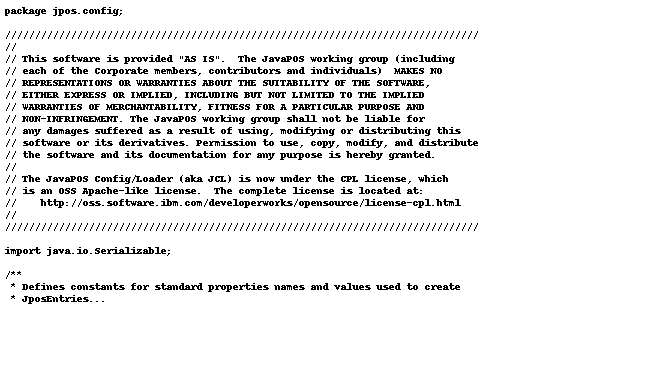 package jpos.config;

///////////////////////////////////////////////////////////////////////////////
//
// This software is provided "AS IS".  The JavaPOS working group (including
// each of the Corporate members, contributors and individuals)  MAKES NO
// REPRESENTATIONS OR WARRANTIES ABOUT THE SUITABILITY OF THE SOFTWARE,
// EITHER EXPRESS OR IMPLIED, INCLUDING BUT NOT LIMITED TO THE IMPLIED
// WARRANTIES OF MERCHANTABILITY, FITNESS FOR A PARTICULAR PURPOSE AND
// NON-INFRINGEMENT. The JavaPOS working group shall not be liable for
// any damages suffered as a result of using, modifying or distributing this
// software or its derivatives. Permission to use, copy, modify, and distribute
// the software and its documentation for any purpose is hereby granted.
//
// The JavaPOS Config/Loader (aka JCL) is now under the CPL license, which
// is an OSS Apache-like license.  The complete license is located at:
//    http://oss.software.ibm.com/developerworks/opensource/license-cpl.html
//
///////////////////////////////////////////////////////////////////////////////

import java.io.Serializable;

/**
 * Defines constants for standard properties names and values used to create
 * JposEntries...